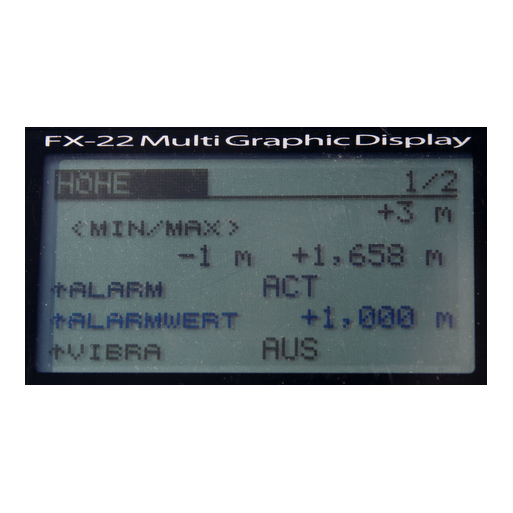 FX-22 Multi Graphic Display
HÖHE 1/2
+3 m
<MIN/MAX>
-1 m +1,658 m
↑ALARM ACT
↑ALARMWERT +1,000 m
↑VIBRA AUS